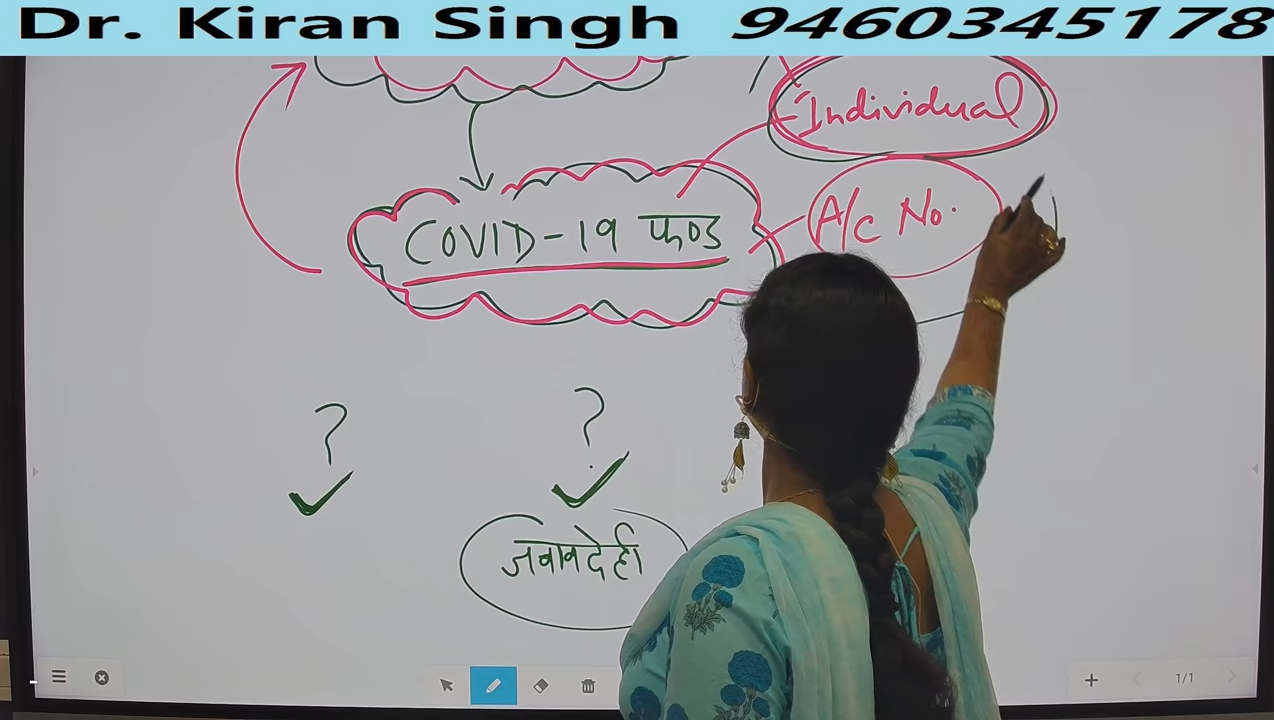 Dr. Kiran Singh 9460345178
Individual
COVID-19 फण्ड
A/c No.
?
?
जवाबदेही
1/1